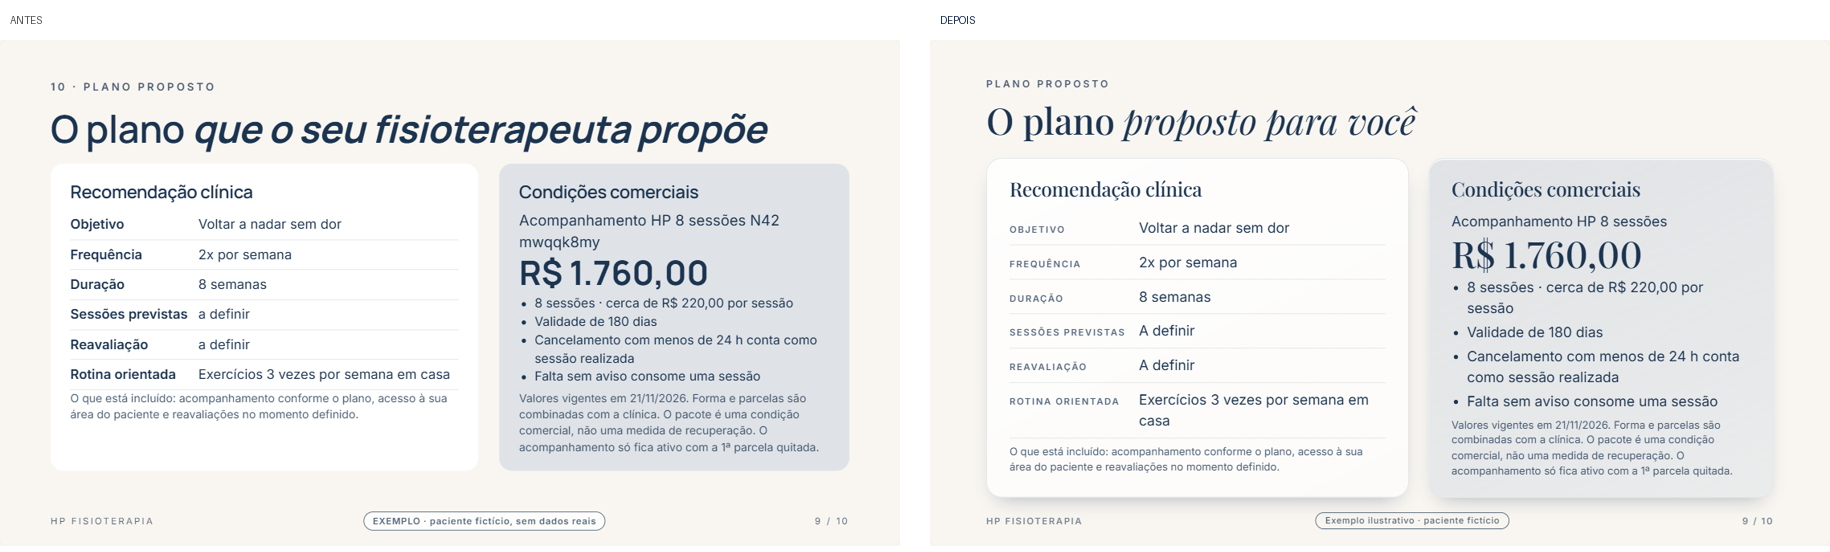 ANTES
10 · PLANO PROPOSTO
O plano que o seu fisioterapeuta propõe
Recomendação clínica
Objetivo Voltar a nadar sem dor
Frequência 2x por semana
Duração 8 semanas
Sessões previstas a definir
Reavaliação a definir
Rotina orientada Exercícios 3 vezes por semana em casa
O que está incluído: acompanhamento conforme o plano, acesso à sua
área do paciente e reavaliações no momento definido.
Condições comerciais
Acompanhamento HP 8 sessões N42
mwqqk8my
R$ 1.760,00
• 8 sessões · cerca de R$ 220,00 por sessão
• Validade de 180 dias
• Cancelamento com menos de 24 h conta como
sessão realizada
• Falta sem aviso consome uma sessão
Valores vigentes em 21/11/2026. Forma e parcelas são
combinadas com a clínica. O pacote é uma condição
comercial, não uma medida de recuperação. O
acompanhamento só fica ativo com a 1ª parcela quitada.
HP FISIOTERAPIA
EXEMPLO · paciente fictício, sem dados reais
9 / 10
DEPOIS
PLANO PROPOSTO
O plano proposto para você
Recomendação clínica
OBJETIVO Voltar a nadar sem dor
FREQUÊNCIA 2x por semana
DURAÇÃO 8 semanas
SESSÕES PREVISTAS A definir
REAVALIAÇÃO A definir
ROTINA ORIENTADA Exercícios 3 vezes por semana em
casa
O que está incluído: acompanhamento conforme o plano, acesso à sua
área do paciente e reavaliações no momento definido.
Condições comerciais
Acompanhamento HP 8 sessões
R$ 1.760,00
• 8 sessões · cerca de R$ 220,00 por
sessão
• Validade de 180 dias
• Cancelamento com menos de 24 h conta
como sessão realizada
• Falta sem aviso consome uma sessão
Valores vigentes em 21/11/2026. Forma e parcelas são
combinadas com a clínica. O pacote é uma condição
comercial, não uma medida de recuperação. O
acompanhamento só fica ativo com a 1ª parcela quitada.
HP FISIOTERAPIA
Exemplo ilustrativo · paciente fictício
9 / 10